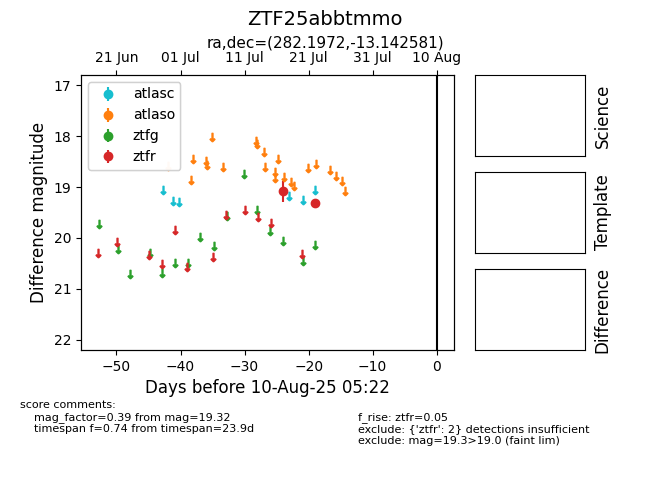 ZTF25abbtmmo
ra,dec=(282.1972,-13.142581)
21 Jun 01 Jul 11 Jul 21 Jul 31 Jul 10 Aug
atlasc
atlaso
ztfg
ztfr
17
18
19
20
21
22
Difference magnitude
−50 −40 −30 −20 −10 0
Days before 10-Aug-25 05:22
Science
Template
Difference
score comments:
mag_factor=0.39 from mag=19.32
timespan f=0.74 from timespan=23.9d
f_rise: ztfr=0.05
exclude: {'ztfr': 2} detections insufficient
exclude: mag=19.3>19.0 (faint lim)